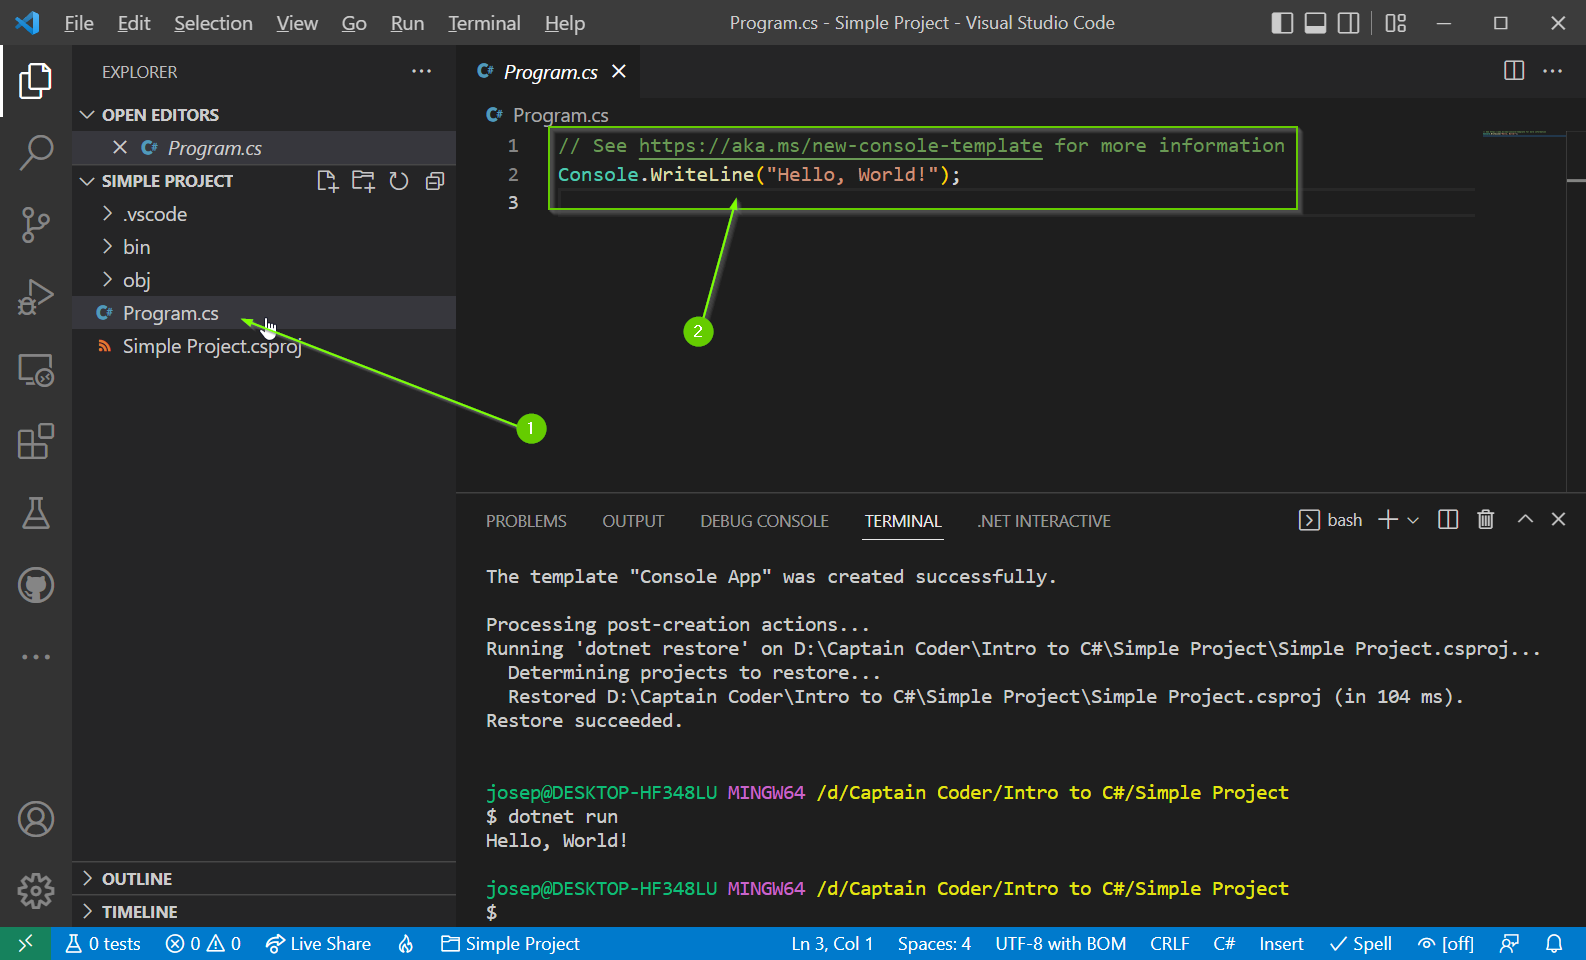 File Edit Selection View Go Run Terminal Help
Program.cs - Simple Project - Visual Studio Code
EXPLORER
OPEN EDITORS
Program.cs
SIMPLE PROJECT
.vscode
bin
obj
Program.cs
Simple Project.csproj
OUTLINE
TIMELINE
Program.cs
Program.cs
1 // See https://aka.ms/new-console-template for more information
2 Console.WriteLine("Hello, World!");
3
2
1
PROBLEMS OUTPUT DEBUG CONSOLE TERMINAL .NET INTERACTIVE
bash
The template "Console App" was created successfully.
Processing post-creation actions...
Running 'dotnet restore' on D:\Captain Coder\Intro to C#\Simple Project\Simple Project.csproj...
Determining projects to restore...
Restored D:\Captain Coder\Intro to C#\Simple Project\Simple Project.csproj (in 104 ms).
Restore succeeded.
josep@DESKTOP-HF348LU MINGW64 /d/Captain Coder/Intro to C#/Simple Project
$ dotnet run
Hello, World!
josep@DESKTOP-HF348LU MINGW64 /d/Captain Coder/Intro to C#/Simple Project
$
0 tests 0 0 Live Share Simple Project Ln 3, Col 1 Spaces: 4 UTF-8 with BOM CRLF C# Insert Spell [off]